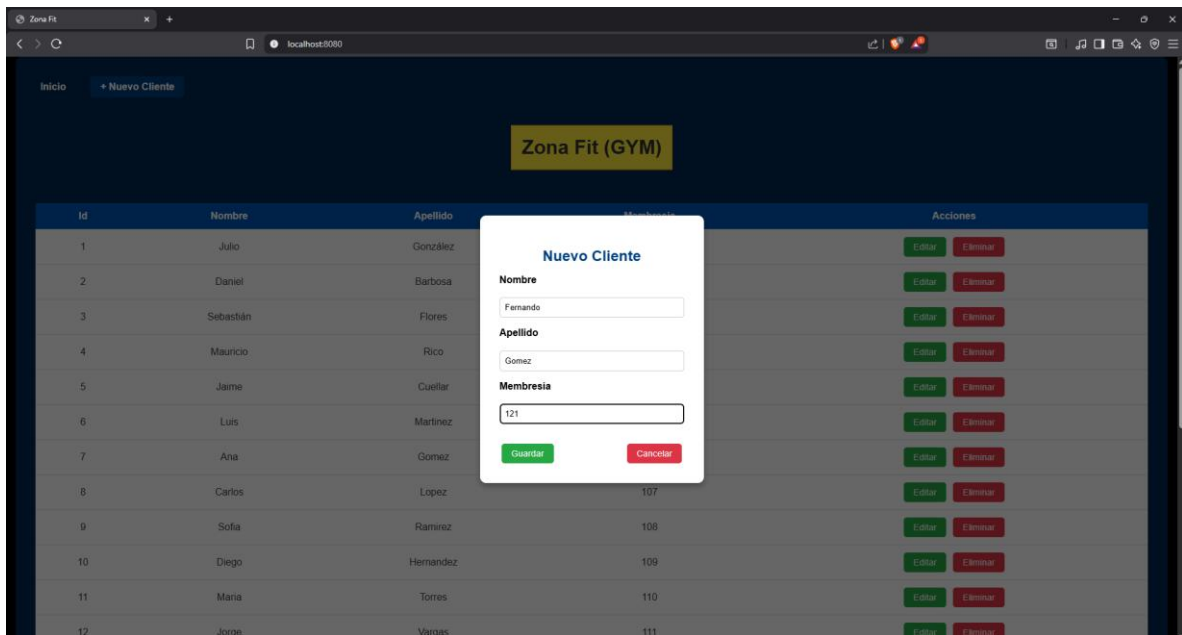 Zona Fit
localhost:8080
Inicio + Nuevo Cliente
Zona Fit (GYM)
Id Nombre Apellido Membresia Acciones
1 Julio González Editar Eliminar
2 Daniel Barbosa Editar Eliminar
3 Sebastián Flores Editar Eliminar
4 Mauricio Rico Editar Eliminar
5 Jaime Cuellar Editar Eliminar
6 Luis Martinez Editar Eliminar
7 Ana Gomez Editar Eliminar
8 Carlos Lopez 107 Editar Eliminar
9 Sofia Ramirez 108 Editar Eliminar
10 Diego Hernandez 109 Editar Eliminar
11 Maria Torres 110 Editar Eliminar
12 Jorge Vargas 111 Editar Eliminar
Nuevo Cliente
Nombre
Fernando
Apellido
Gomez
Membresia
121
Guardar Cancelar